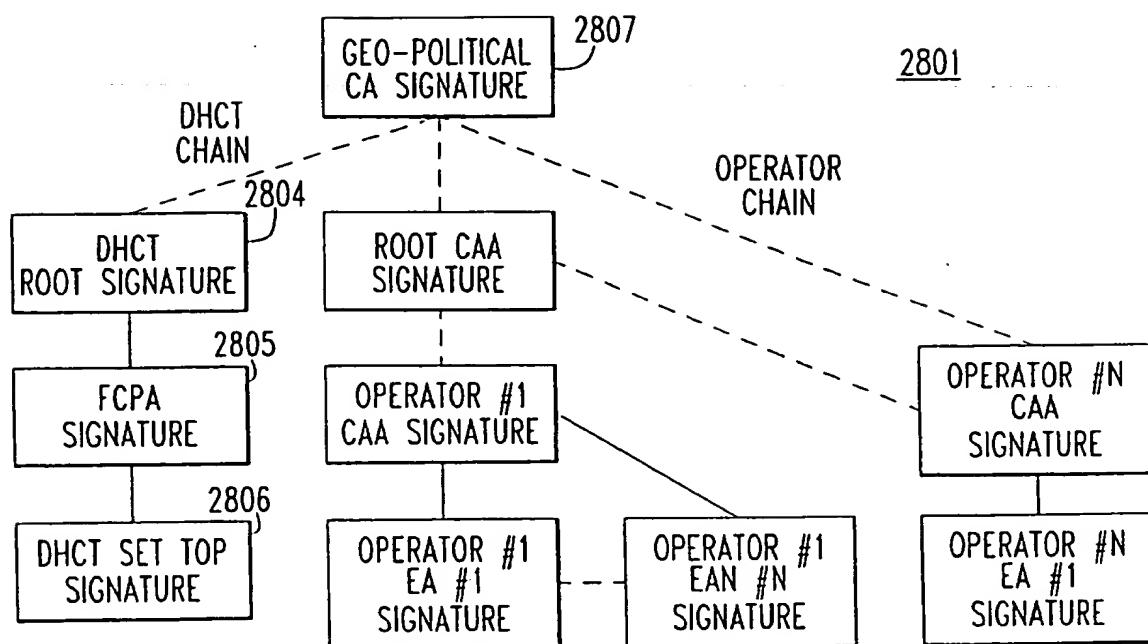 2807
GEO-POLITICAL
CA SIGNATURE
2801
DHCT
CHAIN
OPERATOR
CHAIN
2804
DHCT
ROOT SIGNATURE
ROOT CAA
SIGNATURE
2805
FCPA
SIGNATURE
OPERATOR #1
CAA SIGNATURE
OPERATOR #N
CAA
SIGNATURE
2806
DHCT SET TOP
SIGNATURE
OPERATOR #1
EA #1
SIGNATURE
OPERATOR #1
EAN #N
SIGNATURE
OPERATOR #N
EA #1
SIGNATURE